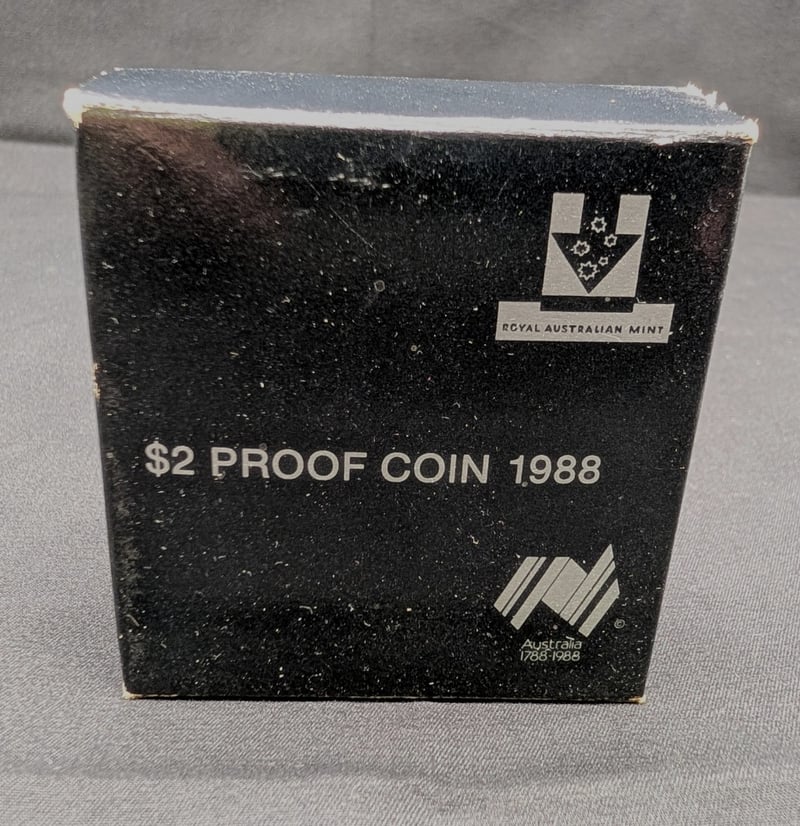 ROYAL AUSTRALIAN MINT
$2 PROOF COIN 1988
©
Australia
1788-1988